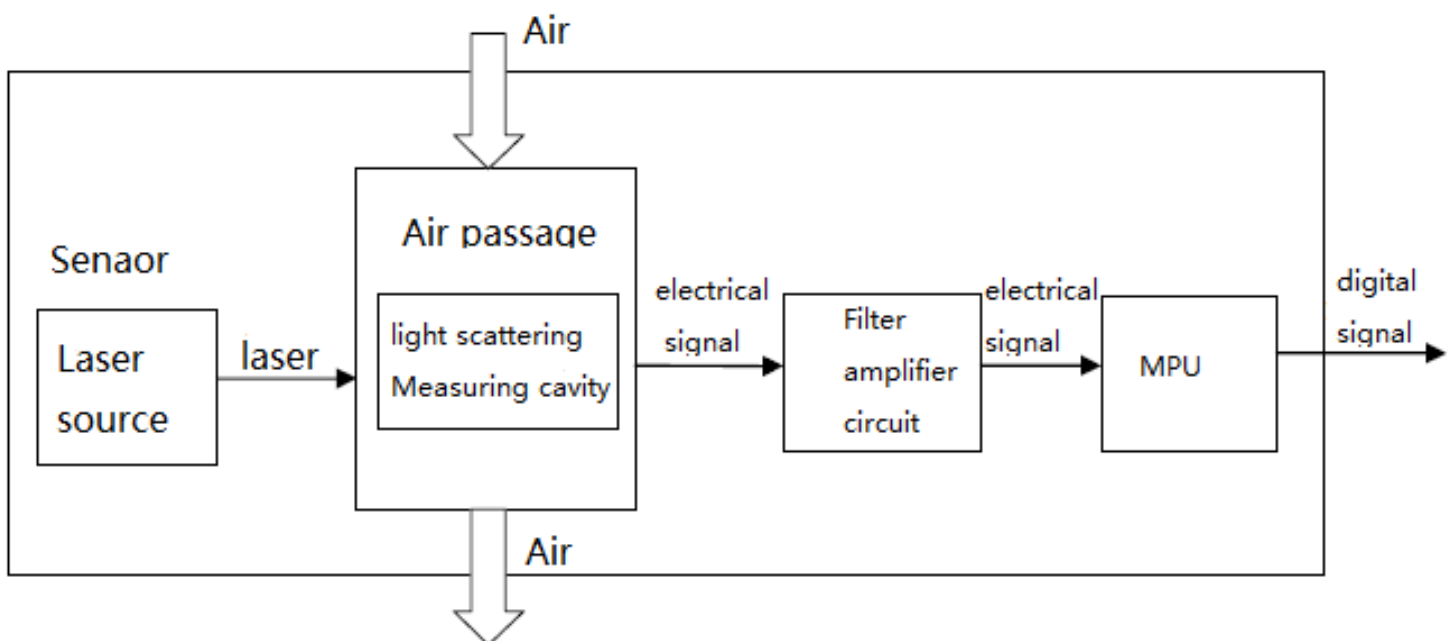 Air
Air passage
Senaor
Laser
source
laser
light scattering
Measuring cavity
electrical
signal
Filter
amplifier
circuit
electrical
signal
MPU
digital
signal
Air